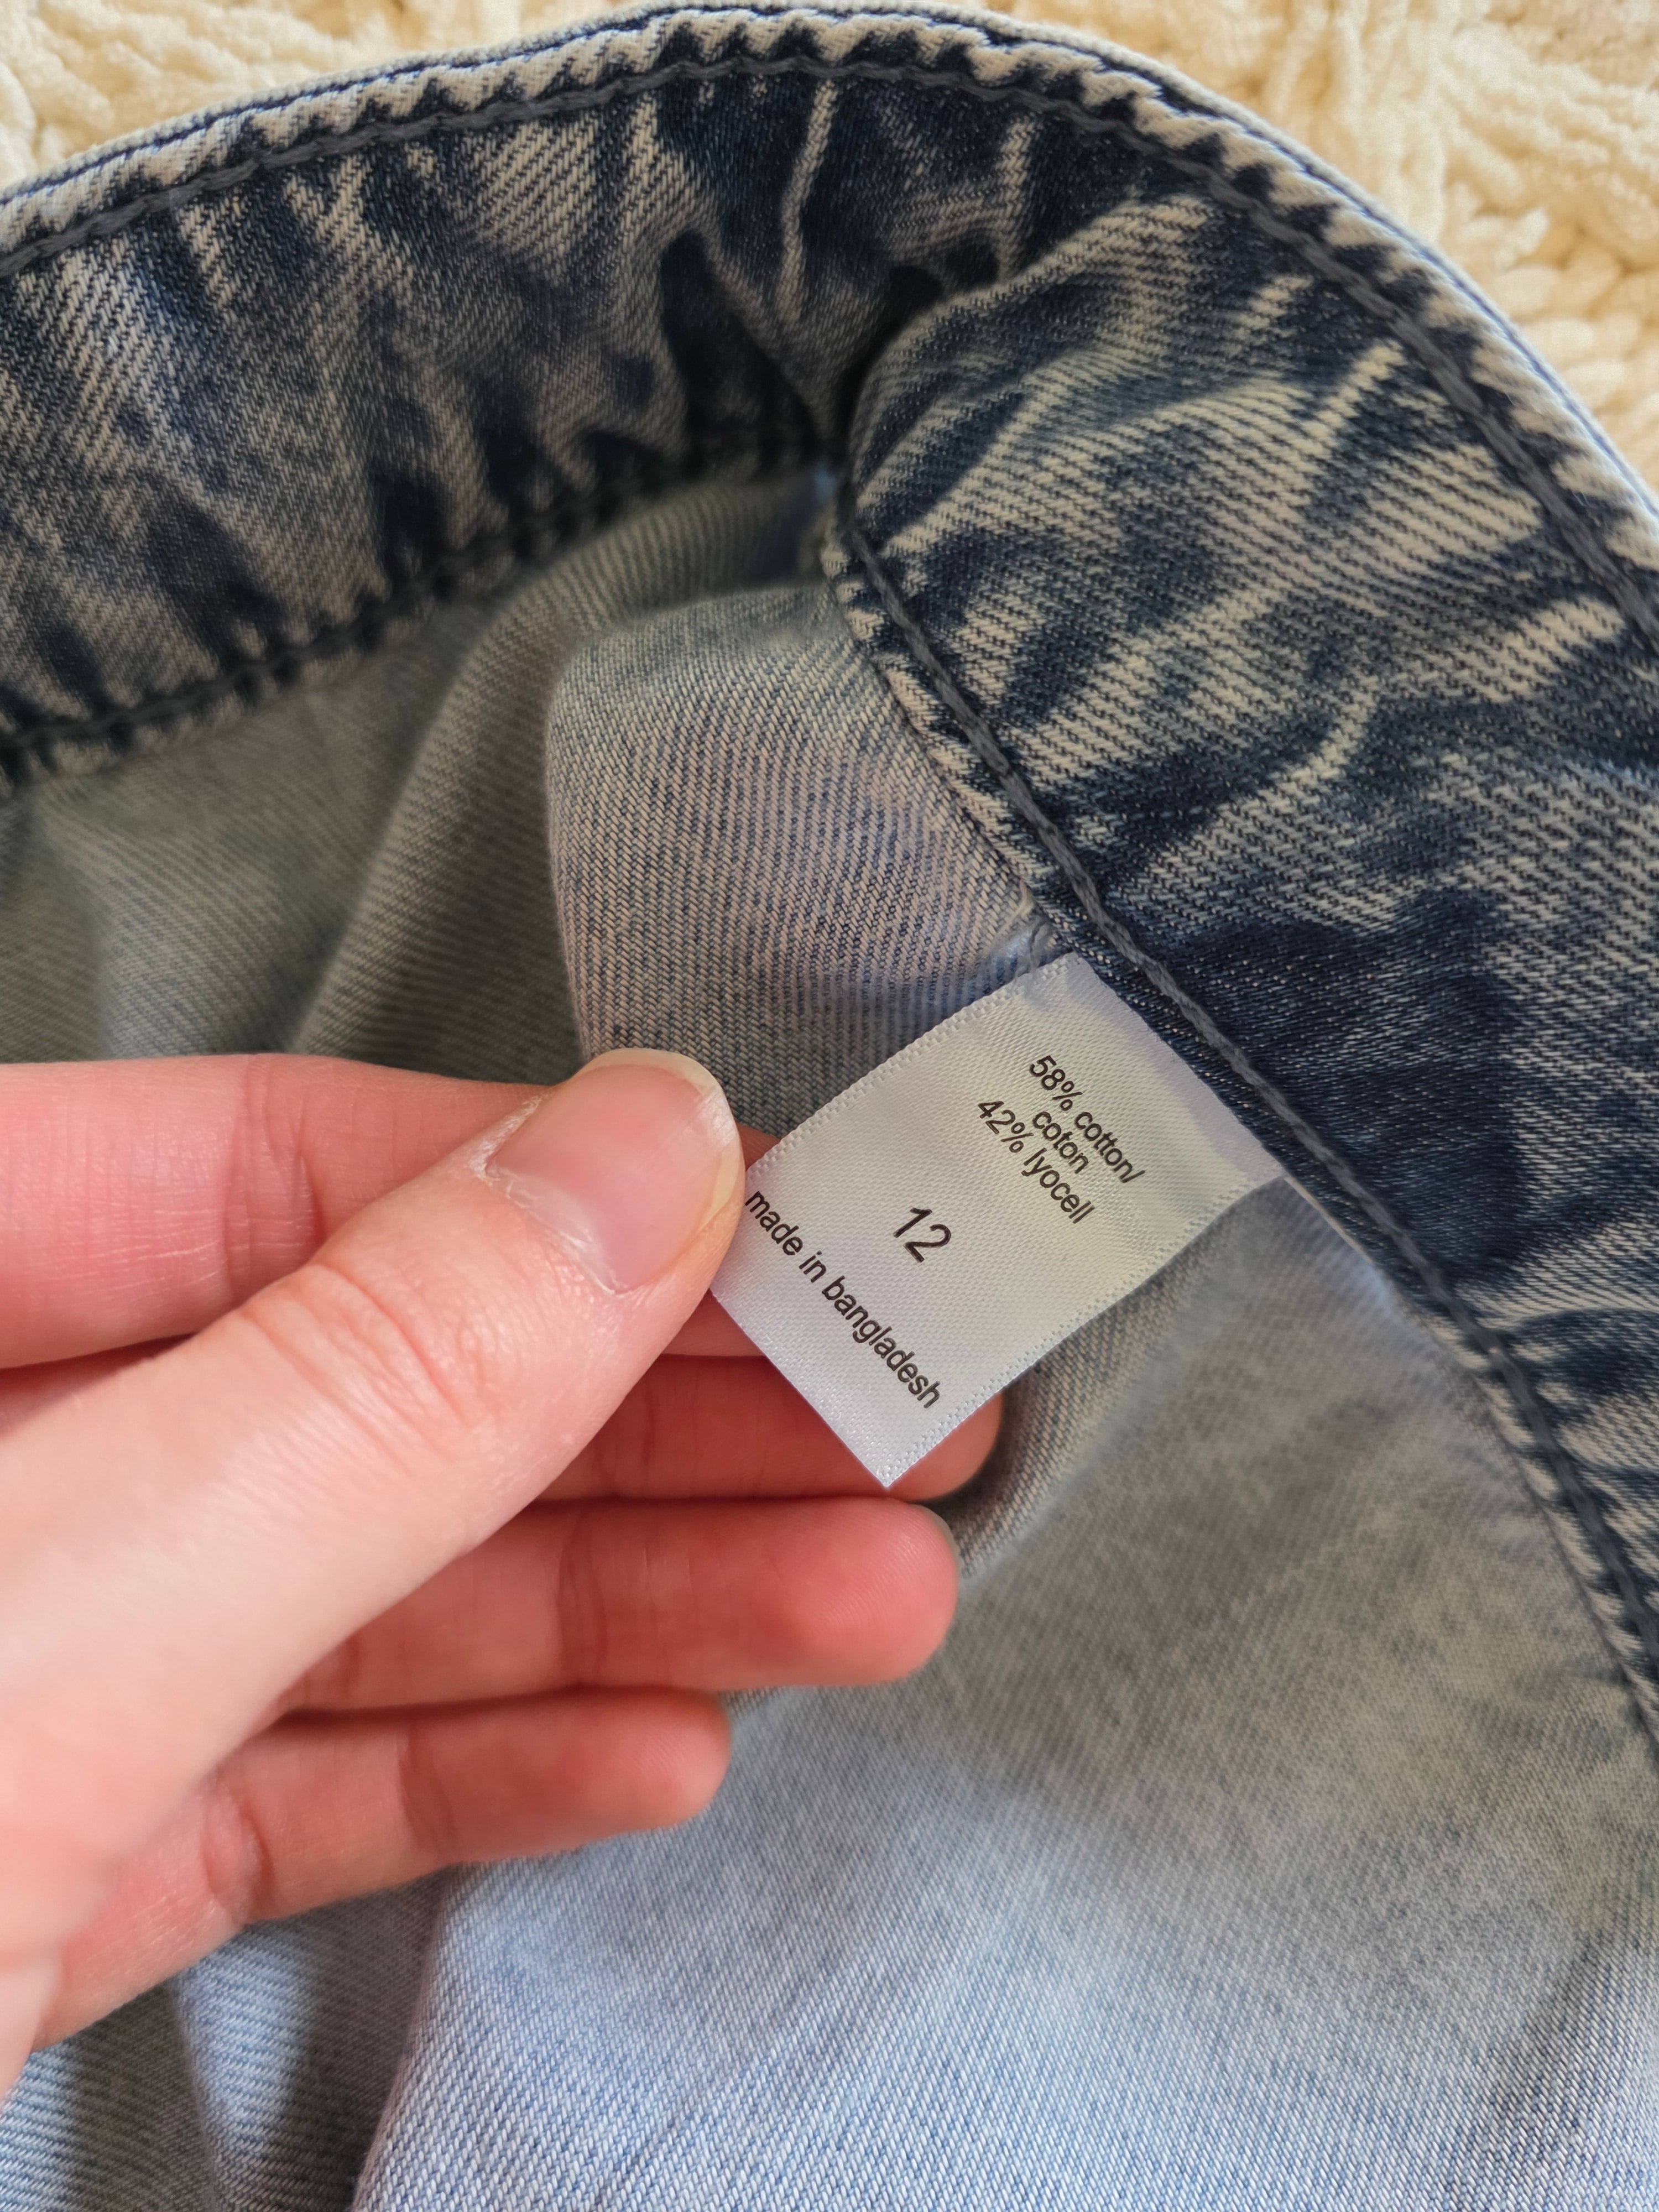 58% cotton/
coton
42% lyocell
12
made in bangladesh